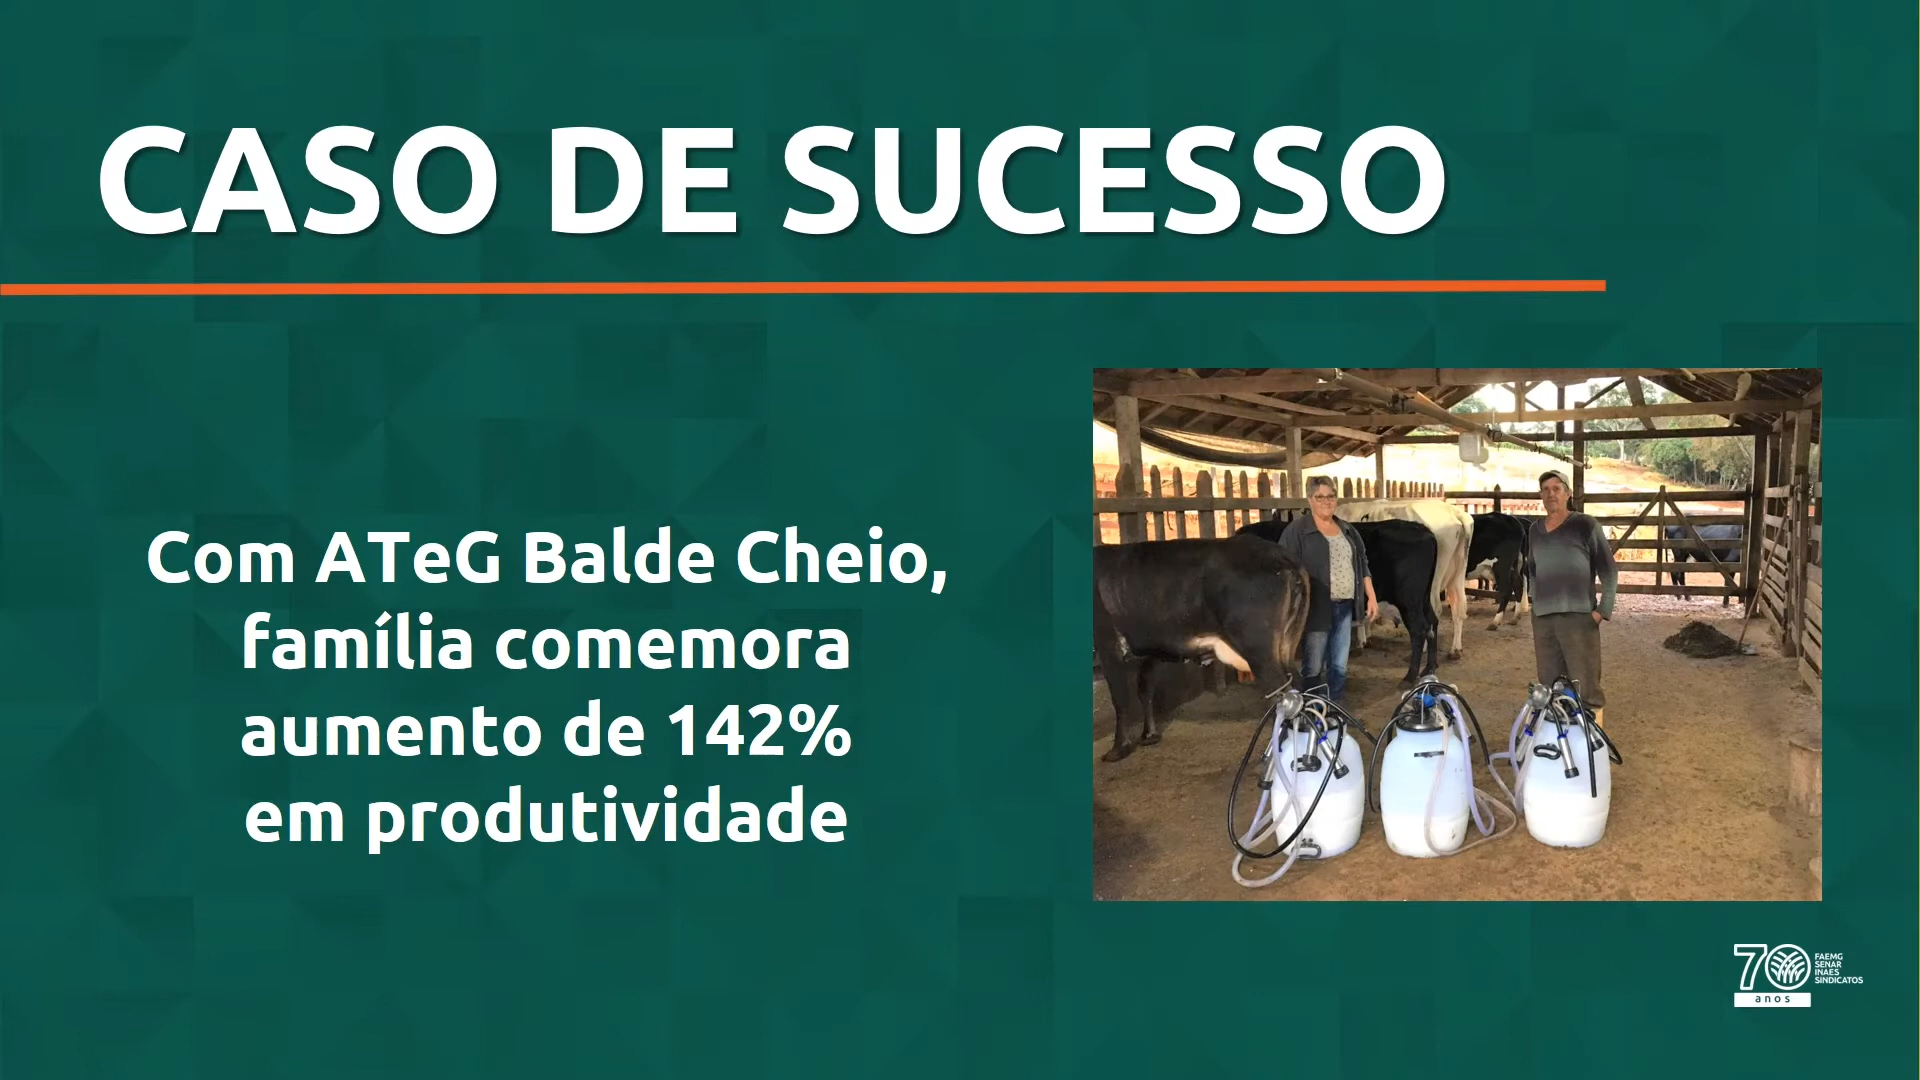 CASO DE SUCESSO
Com ATeG Balde Cheio,
família comemora
aumento de 142%
em produtividade
70
anos
FAEMG
SENAR
INAES
SINDICATOS